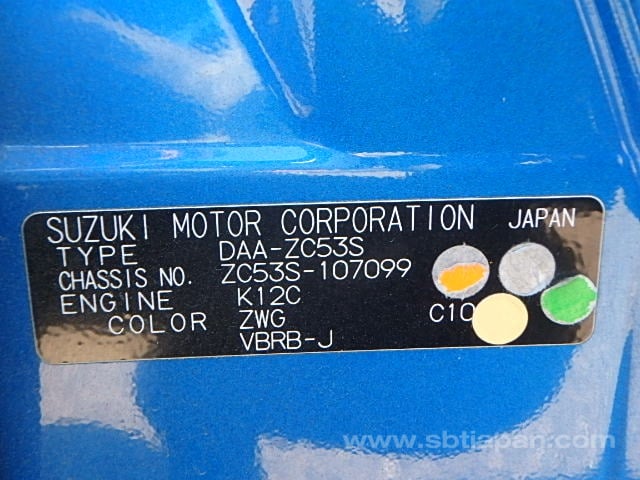 SUZUKI MOTOR CORPORATION JAPAN
TYPE DAA-ZC53S
CHASSIS NO. ZC53S-107099
ENGINE K12C
COLOR ZWG C10
VBRB-J
www.sbtjapan.com